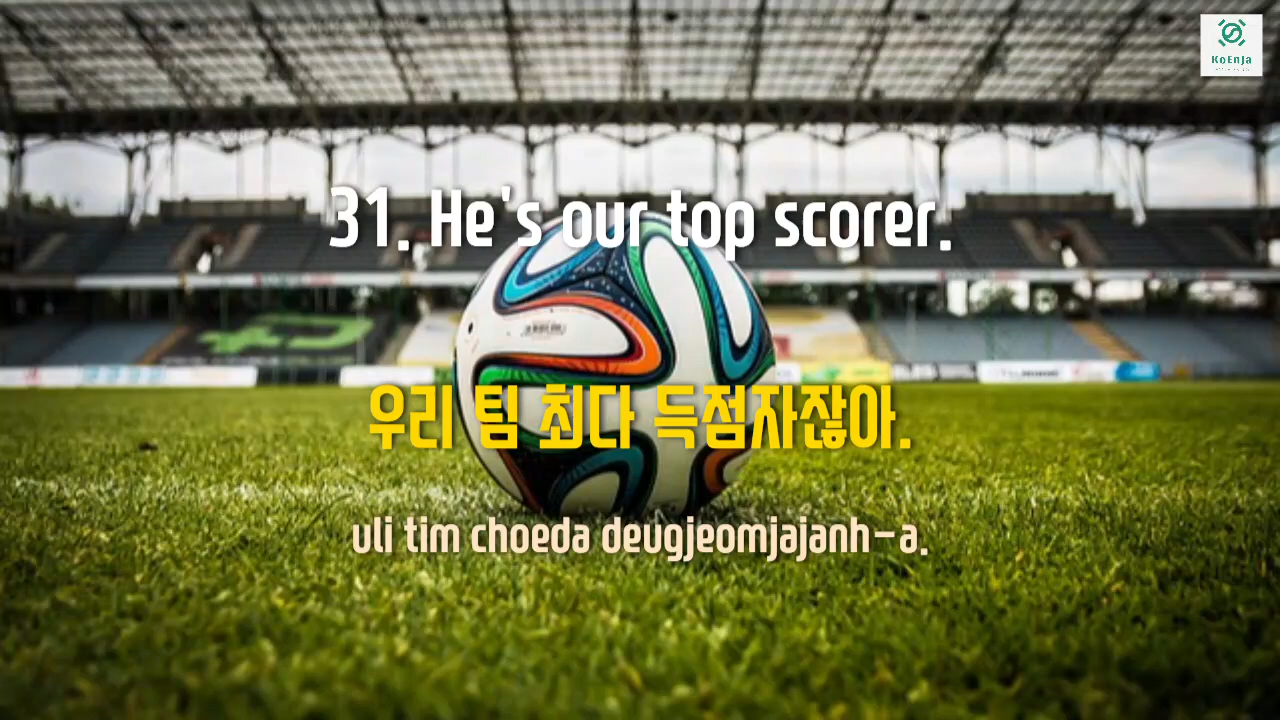 KoEnJa
31. He's our top scorer.
우리 팀 최다 득점자잖아.
uli tim choeda deugjeomjajanh-a.